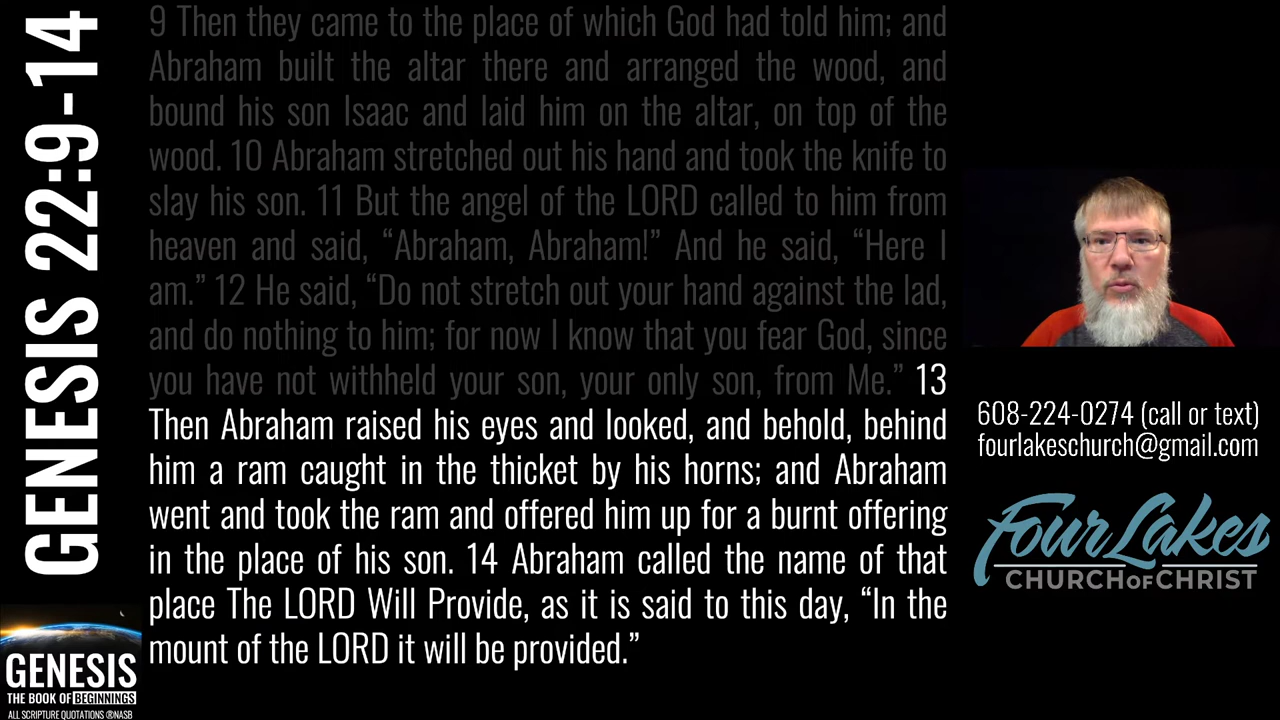 GENESIS 22:9-14
9 Then they came to the place of which God had told him; and
Abraham built the altar there and arranged the wood, and
bound his son Isaac and laid him on the altar, on top of the
wood. 10 Abraham stretched out his hand and took the knife to
slay his son. 11 But the angel of the LORD called to him from
heaven and said, “Abraham, Abraham!” And he said, “Here I
am.” 12 He said, “Do not stretch out your hand against the lad,
and do nothing to him; for now I know that you fear God, since
you have not withheld your son, your only son, from Me.” 13
Then Abraham raised his eyes and looked, and behold, behind
him a ram caught in the thicket by his horns; and Abraham
went and took the ram and offered him up for a burnt offering
in the place of his son. 14 Abraham called the name of that
place The LORD Will Provide, as it is said to this day, “In the
mount of the LORD it will be provided.”
608-224-0274 (call or text)
fourlakeschurch@gmail.com
Four Lakes
CHURCH OF CHRIST
GENESIS
THE BOOK OF BEGINNINGS
ALL SCRIPTURE QUOTATIONS ®NASB